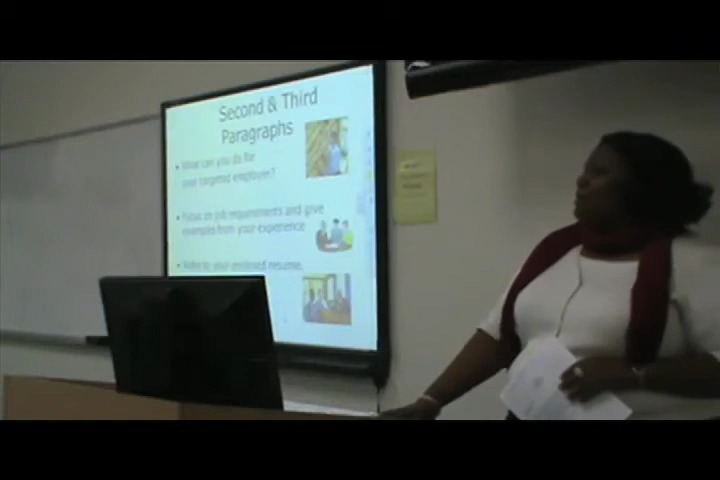 Second & Third
Paragraphs
• What can you do for
your targeted employer?
• Focus on job requirements and give
examples from your experience
• Refer to your enclosed resume.